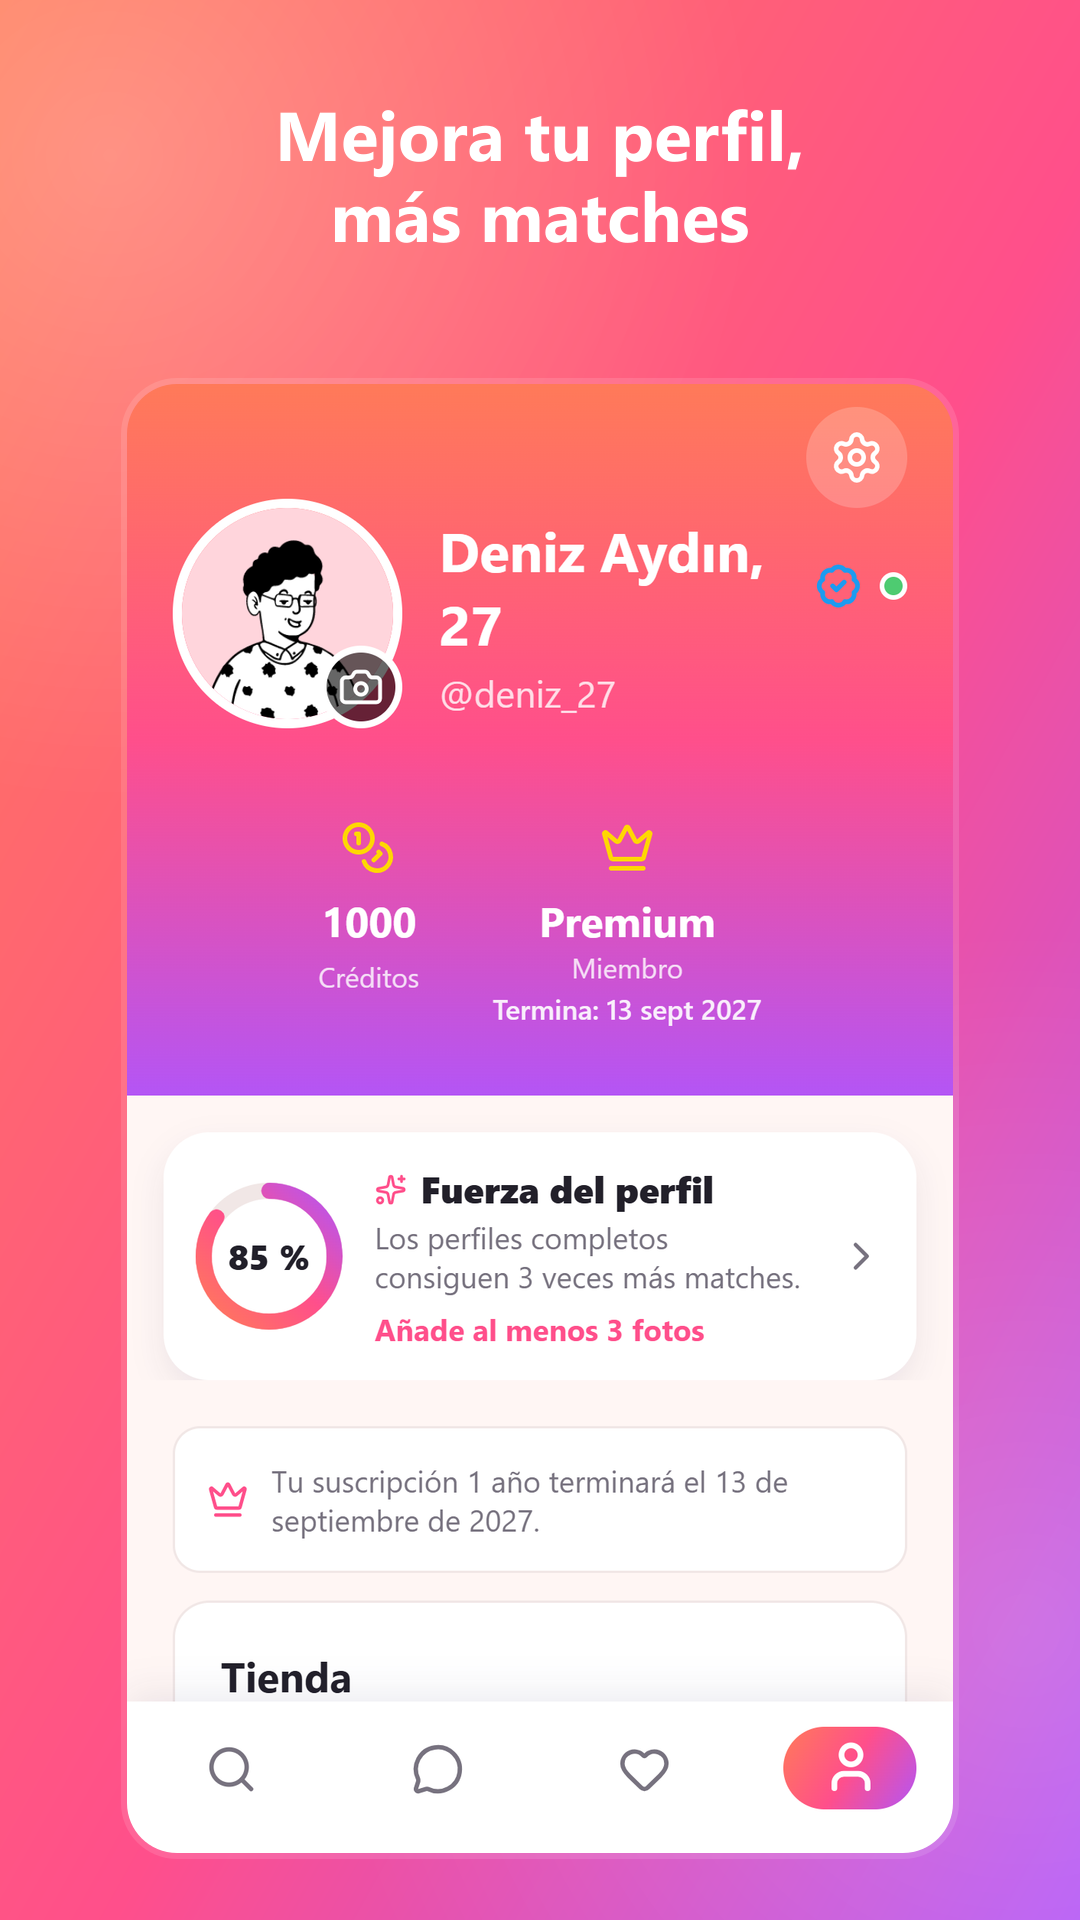 Mejora tu perfil,
más matches
Deniz Aydın,
27
@deniz_27
1000
Créditos
Premium
Miembro
Termina: 13 sept 2027
85 %
Fuerza del perfil
Los perfiles completos
consiguen 3 veces más matches.
Añade al menos 3 fotos
Tu suscripción 1 año terminará el 13 de
septiembre de 2027.
Tienda